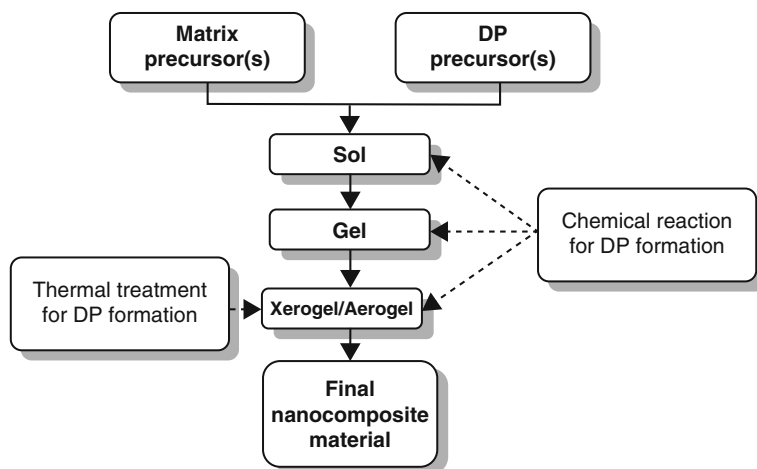 Matrix
precursor(s)
DP
precursor(s)
Sol
Gel
Chemical reaction
for DP formation
Thermal treatment
for DP formation
Xerogel/Aerogel
Final
nanocomposite
material